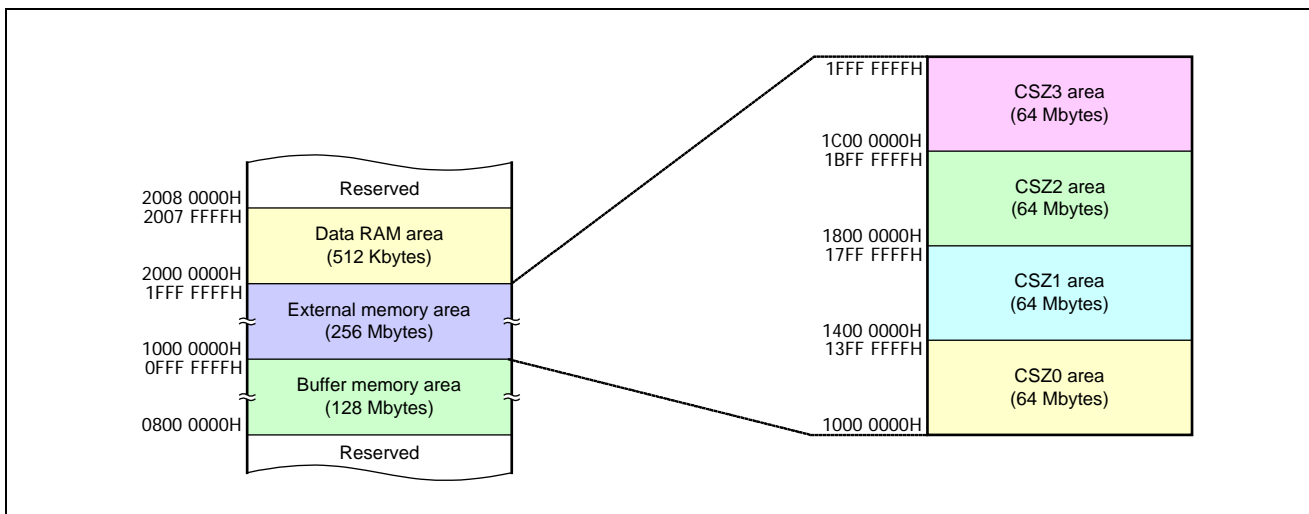 Reserved
2008 0000H
2007 FFFFH
Data RAM area
(512 Kbytes)
2000 0000H
1FFF FFFFH
External memory area
(256 Mbytes)
1000 0000H
0FFF FFFFH
Buffer memory area
(128 Mbytes)
0800 0000H
Reserved
1FFF FFFFH
CSZ3 area
(64 Mbytes)
1C00 0000H
1BFF FFFFH
CSZ2 area
(64 Mbytes)
1800 0000H
17FF FFFFH
CSZ1 area
(64 Mbytes)
1400 0000H
13FF FFFFH
CSZ0 area
(64 Mbytes)
1000 0000H